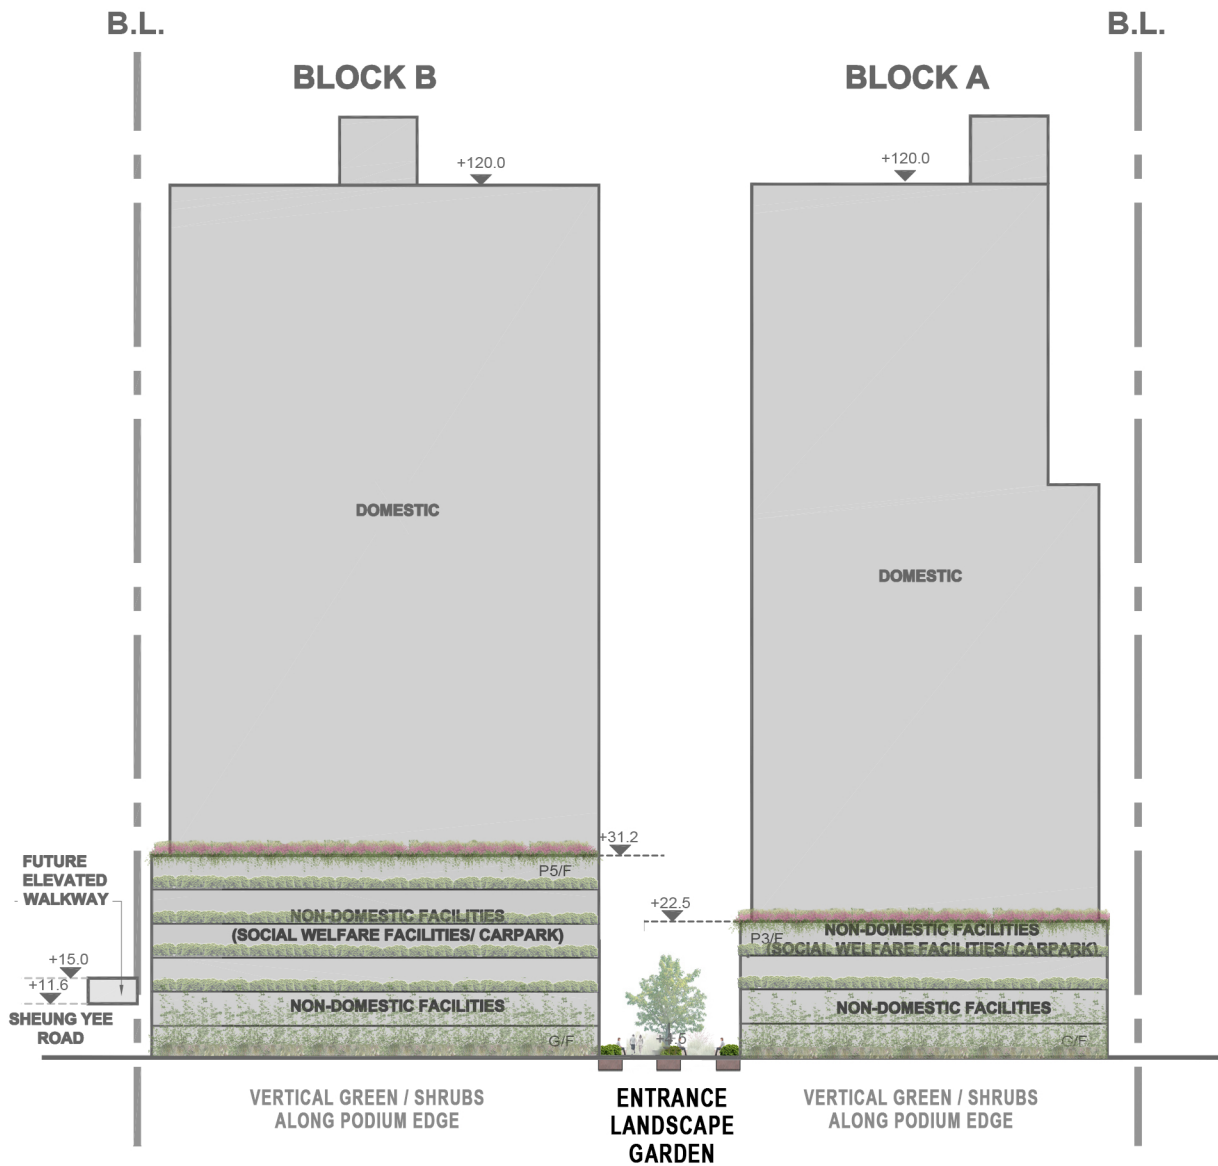 B.L.
B.L.
BLOCK B
BLOCK A
+120.0
+120.0
DOMESTIC
DOMESTIC
+31.2
P5/F
FUTURE
ELEVATED
WALKWAY
+22.5
NON-DOMESTIC FACILITIES
(SOCIAL WELFARE FACILITIES/ CARPARK)
P3/F
NON-DOMESTIC FACILITIES
(SOCIAL WELFARE FACILITIES/ CARPARK)
+15.0
+11.6
SHEUNG YEE
ROAD
NON-DOMESTIC FACILITIES
NON-DOMESTIC FACILITIES
G/F
G/F
VERTICAL GREEN / SHRUBS
ALONG PODIUM EDGE
ENTRANCE
LANDSCAPE
GARDEN
VERTICAL GREEN / SHRUBS
ALONG PODIUM EDGE